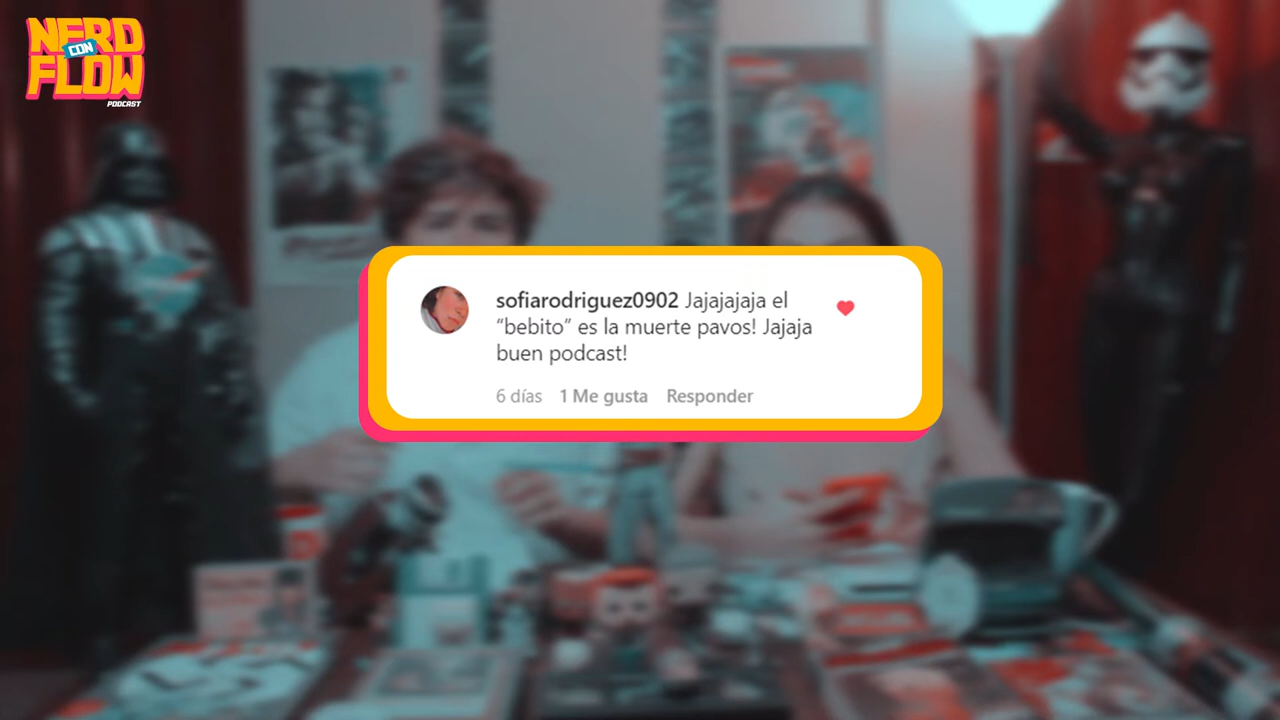 NERD
CON
FLOW
PODCAST
sofiarodriguez0902 Jajajajaja el
“bebito” es la muerte pavos! Jajaja
buen podcast!
6 días 1 Me gusta Responder